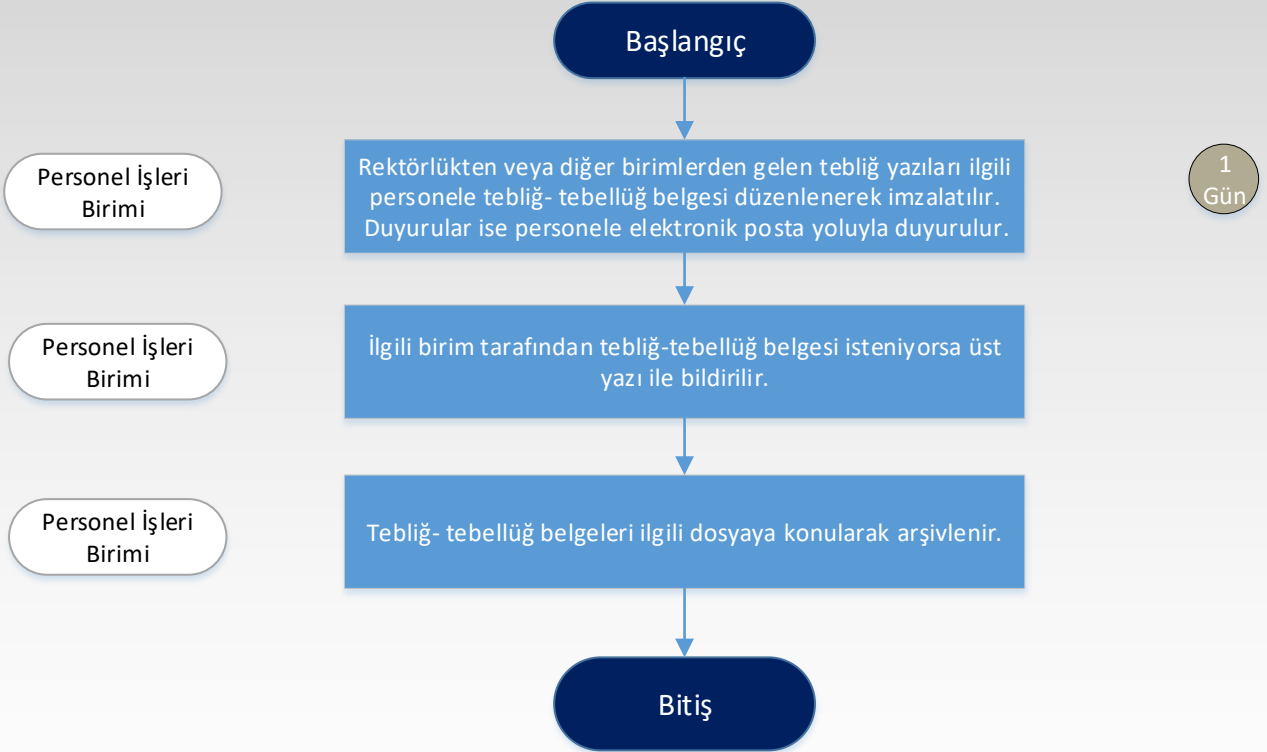 Başlangıç
Personel İşleri
Birimi
Rektörlükten veya diğer birimlerden gelen tebliğ yazıları ilgili
personele tebliğ- tebellüğ belgesi düzenlenerek imzalatılır.
Duyurular ise personele elektronik posta yoluyla duyurulur.
1
Gün
Personel İşleri
Birimi
İlgili birim tarafından tebliğ-tebellüğ belgesi isteniyorsa üst
yazı ile bildirilir.
Personel İşleri
Birimi
Tebliğ- tebellüğ belgeleri ilgili dosyaya konularak arşivlenir.
Bitiş